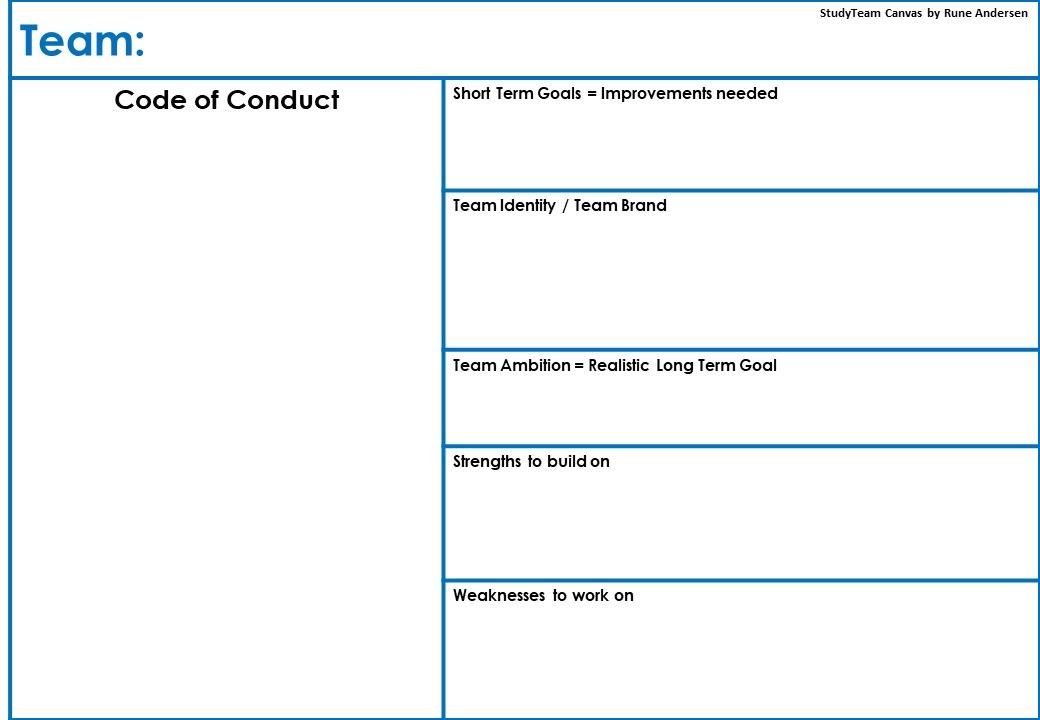 StudyTeam Canvas by Rune Andersen
Team:
Code of Conduct
Short Term Goals = Improvements needed
Team Identity / Team Brand
Team Ambition = Realistic Long Term Goal
Strengths to build on
Weaknesses to work on